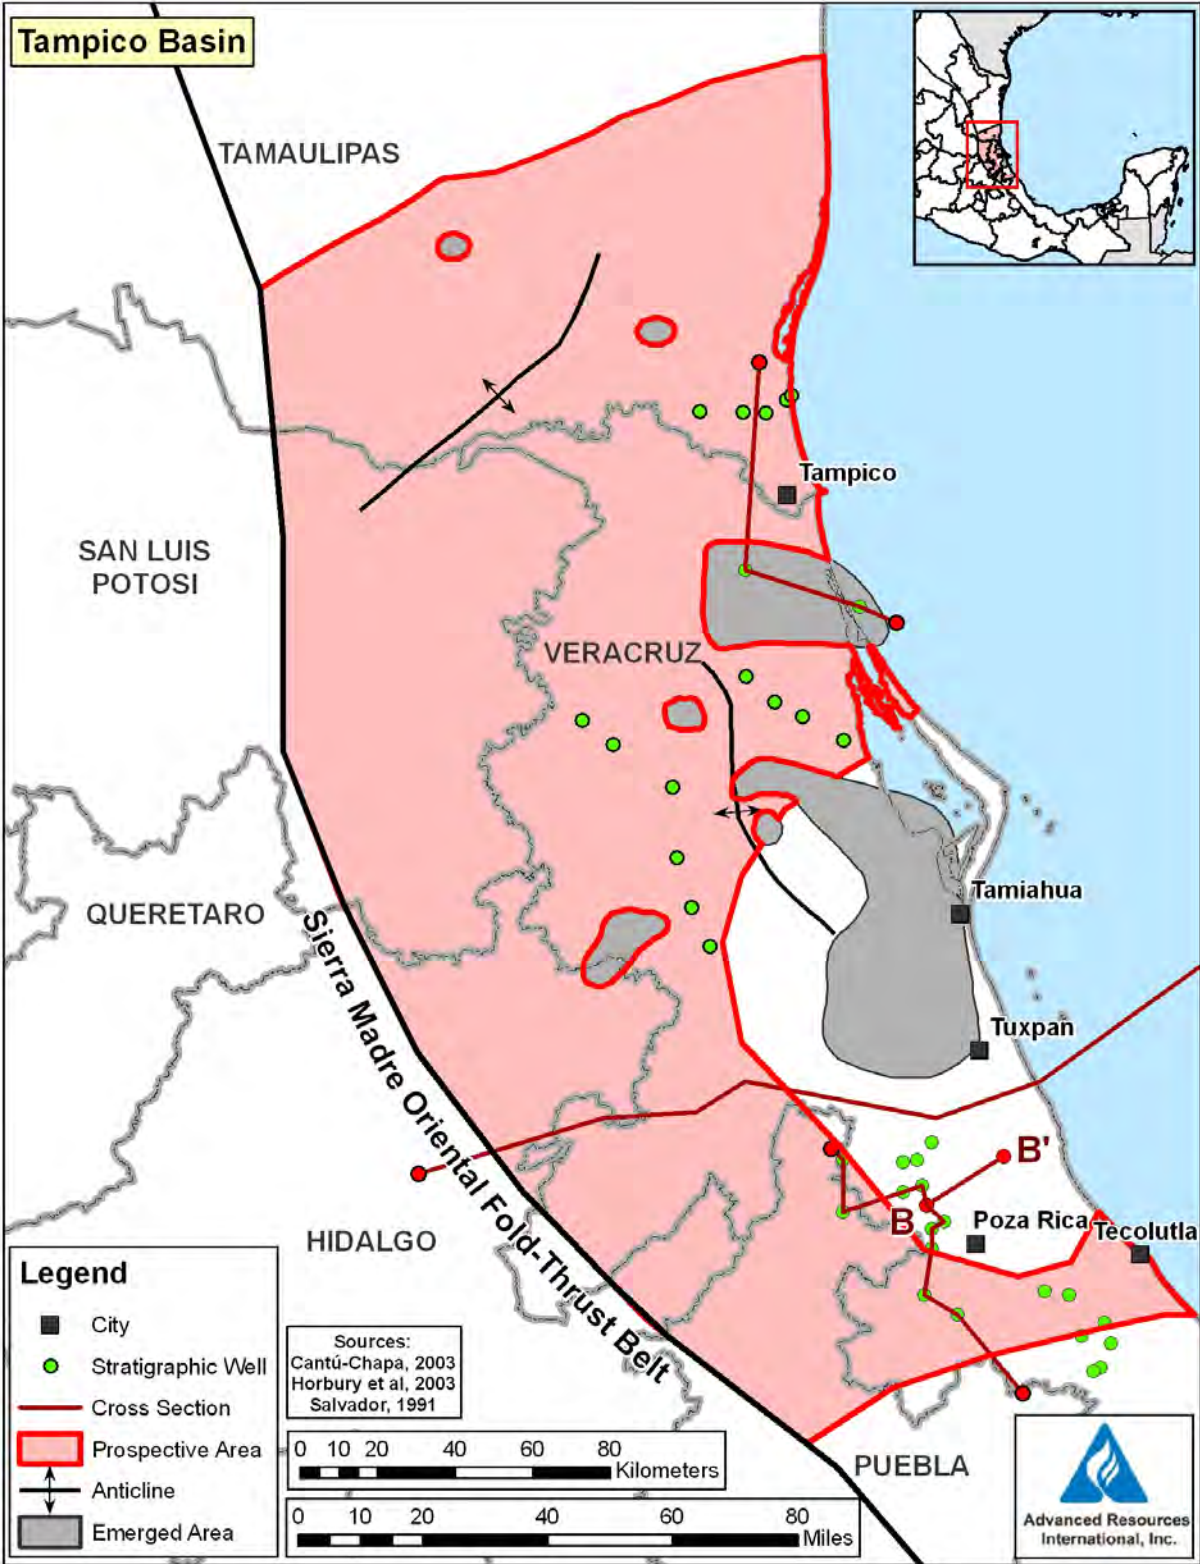 Tampico Basin
TAMAULIPAS
Tampico
SAN LUIS
POTOSI
VERACRUZ
Tamiahua
QUERETARO
Sierra Madre Oriental Fold-Thrust Belt
Tuxpan
B'
B
Poza Rica
Tecolutla
HIDALGO
PUEBLA
Legend
City
Stratigraphic Well
Cross Section
Prospective Area
Anticline
Emerged Area
Sources:
Cantú-Chapa, 2003
Horbury et al, 2003
Salvador, 1991
0 10 20 40 60 80
Kilometers
0 10 20 40 60 80
Miles
Advanced Resources
International, Inc.